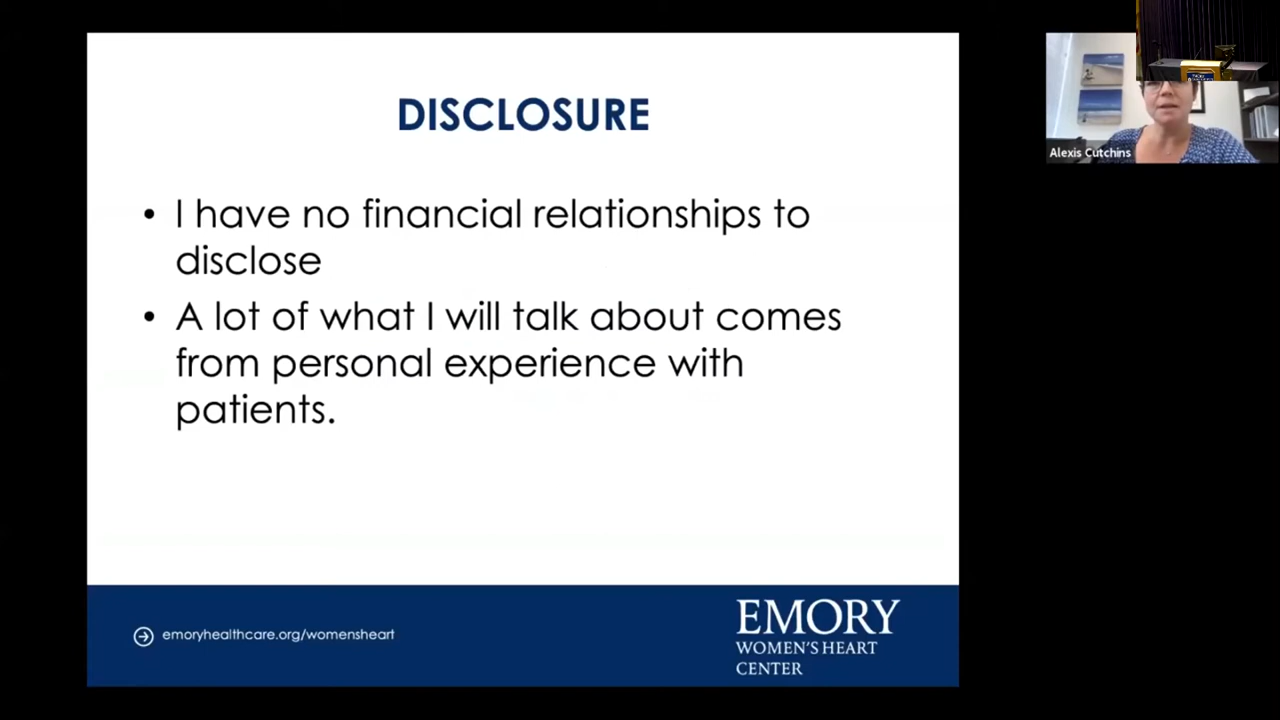 DISCLOSURE
• I have no financial relationships to
disclose
• A lot of what I will talk about comes
from personal experience with
patients.
emoryhealthcare.org/womensheart
EMORY
WOMEN'S HEART
CENTER
Alexis Cutchins